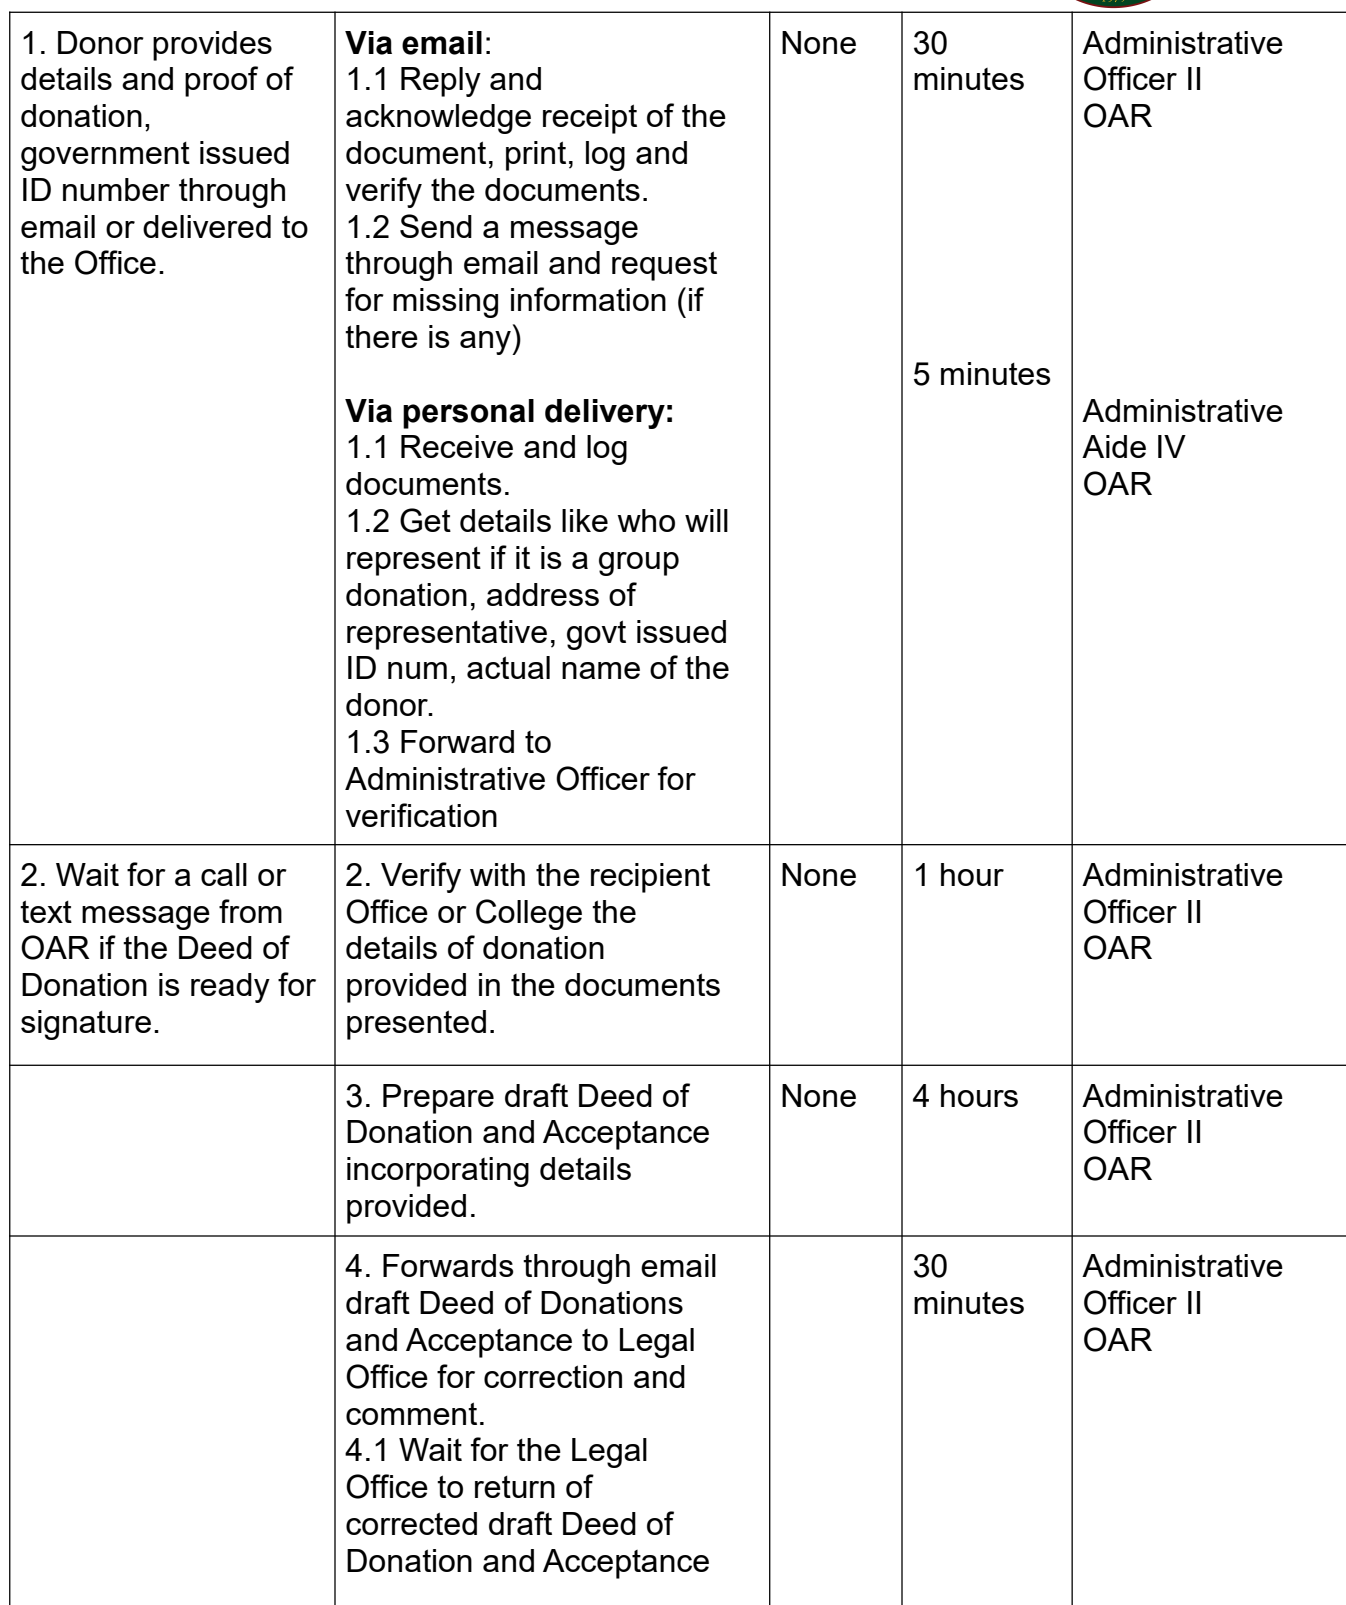 1. Donor provides
details and proof of
donation,
government issued
ID number through
email or delivered to
the Office.
Via email:
1.1 Reply and
acknowledge receipt of the
document, print, log and
verify the documents.
1.2 Send a message
through email and request
for missing information (if
there is any)
Via personal delivery:
1.1 Receive and log
documents.
1.2 Get details like who will
represent if it is a group
donation, address of
representative, govt issued
ID num, actual name of the
donor.
1.3 Forward to
Administrative Officer for
verification
None
30
minutes
5 minutes
Administrative
Officer II
OAR
Administrative
Aide IV
OAR
2. Wait for a call or
text message from
OAR if the Deed of
Donation is ready for
signature.
2. Verify with the recipient
Office or College the
details of donation
provided in the documents
presented.
None
1 hour
Administrative
Officer II
OAR
3. Prepare draft Deed of
Donation and Acceptance
incorporating details
provided.
None
4 hours
Administrative
Officer II
OAR
4. Forwards through email
draft Deed of Donations
and Acceptance to Legal
Office for correction and
comment.
4.1 Wait for the Legal
Office to return of
corrected draft Deed of
Donation and Acceptance
30
minutes
Administrative
Officer II
OAR